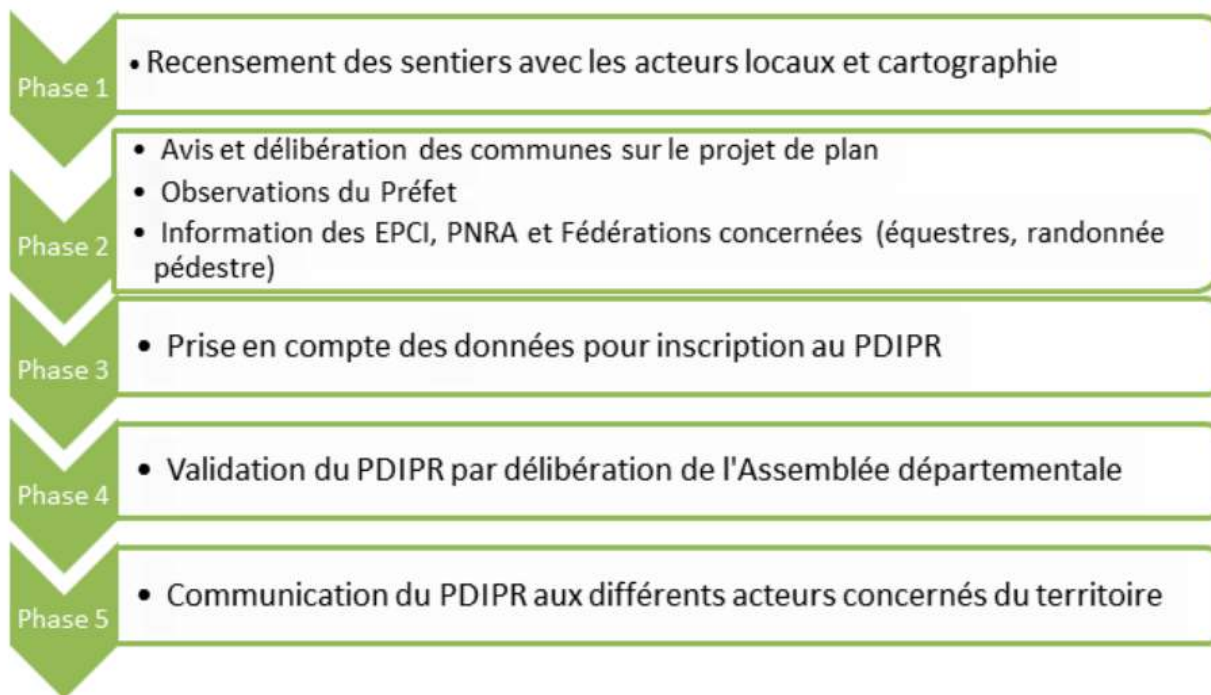 Phase 1
• Recensement des sentiers avec les acteurs locaux et cartographie
Phase 2
• Avis et délibération des communes sur le projet de plan
• Observations du Préfet
• Information des EPCI, PNRA et Fédérations concernées (équestres, randonnée
pédestre)
Phase 3
• Prise en compte des données pour inscription au PDIPR
Phase 4
• Validation du PDIPR par délibération de l'Assemblée départementale
Phase 5
• Communication du PDIPR aux différents acteurs concernés du territoire